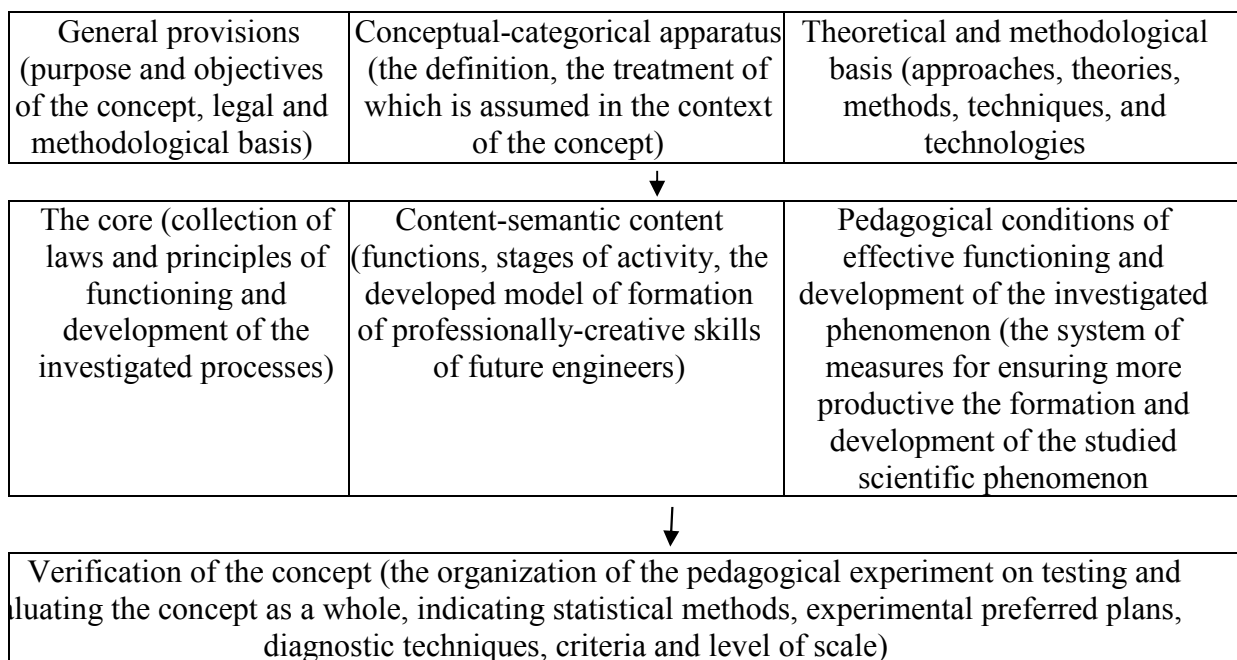 General provisions
(purpose and objectives
of the concept, legal and
methodological basis)
Conceptual-categorical apparatus
(the definition, the treatment of
which is assumed in the context
of the concept)
Theoretical and methodological
basis (approaches, theories,
methods, techniques, and
technologies
The core (collection of
laws and principles of
functioning and
development of the
investigated processes)
Content-semantic content
(functions, stages of activity, the
developed model of formation
of professionally-creative skills
of future engineers)
Pedagogical conditions of
effective functioning and
development of the investigated
phenomenon (the system of
measures for ensuring more
productive the formation and
development of the studied
scientific phenomenon
Verification of the concept (the organization of the pedagogical experiment on testing and
luating the concept as a whole, indicating statistical methods, experimental preferred plans,
diagnostic techniques, criteria and level of scale)